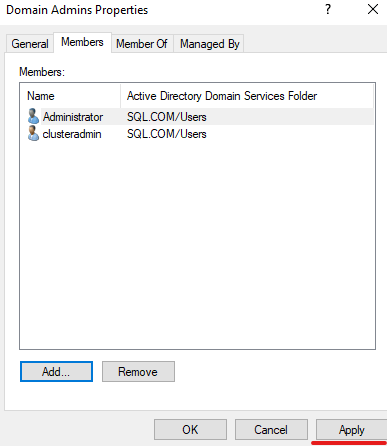 Domain Admins Properties ? ×
General Members Member Of Managed By
Members:
Name Active Directory Domain Services Folder
Administrator SQL.COM/Users
clusteradmin SQL.COM/Users
Add... Remove
OK Cancel Apply